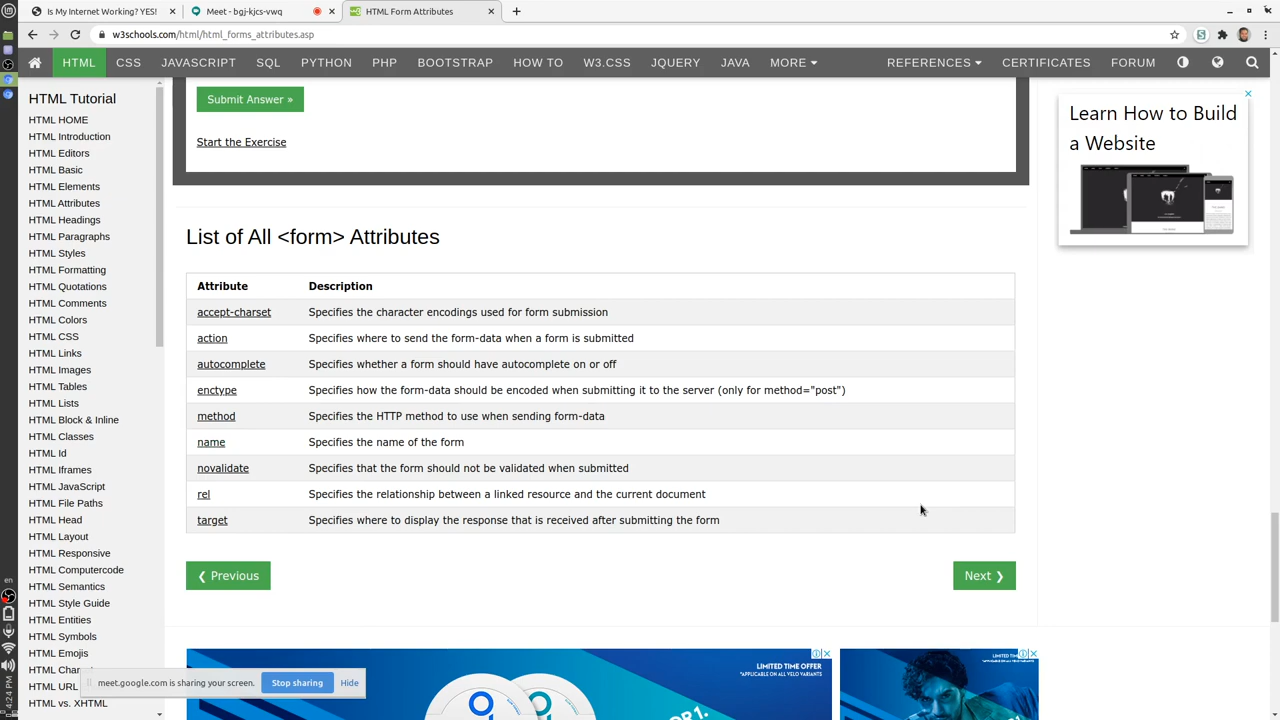 Is My Internet Working? YES!
Meet - bgj-kjcs-vwq
HTML Form Attributes
w3schools.com/html/html_forms_attributes.asp
HTML
CSS
JAVASCRIPT
SQL
PYTHON
PHP
BOOTSTRAP
HOW TO
W3.CSS
JQUERY
JAVA
MORE
REFERENCES
CERTIFICATES
FORUM
HTML Tutorial
HTML HOME
HTML Introduction
HTML Editors
HTML Basic
HTML Elements
HTML Attributes
HTML Headings
HTML Paragraphs
HTML Styles
HTML Formatting
HTML Quotations
HTML Comments
HTML Colors
HTML CSS
HTML Links
HTML Images
HTML Tables
HTML Lists
HTML Block & Inline
HTML Classes
HTML Id
HTML Iframes
HTML JavaScript
HTML File Paths
HTML Head
HTML Layout
HTML Responsive
HTML Computercode
HTML Semantics
HTML Style Guide
HTML Entities
HTML Symbols
HTML Emojis
HTML
HTML URL
HTML vs. XHTML
Submit Answer »
Start the Exercise
List of All <form> Attributes
Attribute Description
accept-charset Specifies the character encodings used for form submission
action Specifies where to send the form-data when a form is submitted
autocomplete Specifies whether a form should have autocomplete on or off
enctype Specifies how the form-data should be encoded when submitting it to the server (only for method="post")
method Specifies the HTTP method to use when sending form-data
name Specifies the name of the form
novalidate Specifies that the form should not be validated when submitted
rel Specifies the relationship between a linked resource and the current document
target Specifies where to display the response that is received after submitting the form
❮ Previous
Next ❯
Learn How to Build
a Website
LIMITED TIME OFFER
*APPLICABLE ON ALL VELO VARIANTS
meet.google.com is sharing your screen.
Stop sharing
Hide
en
4:24 PM